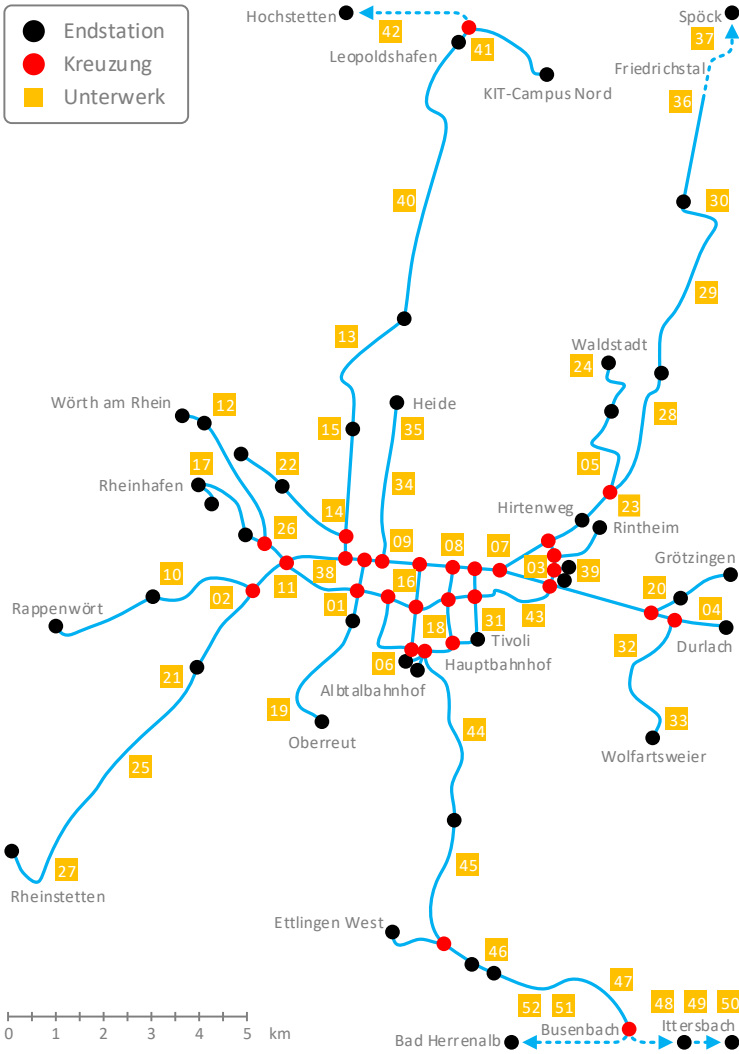 Endstation
Kreuzung
Unterwerk
Hochstetten
42
41
Leopoldshafen
KIT-Campus Nord
Spöck
37
Friedrichstal
36
40
30
29
13
Waldstadt
24
Wörth am Rhein
12
Heide
35
15
28
Rheinhafen
17
22
34
05
23
14
Hirtenweg
Rintheim
26
09
08
07
03
39
Grötzingen
38
10
02
11
16
20
04
Rappenwört
01
18
31
43
Tivoli
Durlach
32
06
Hauptbahnhof
21
Albtalbahnhof
19
Oberreut
44
33
Wolfartsweier
25
45
27
Rheinstetten
Ettlingen West
46
47
52
51
48
49
50
Busenbach
Ittersbach
Bad Herrenalb
0 1 2 3 4 5 km